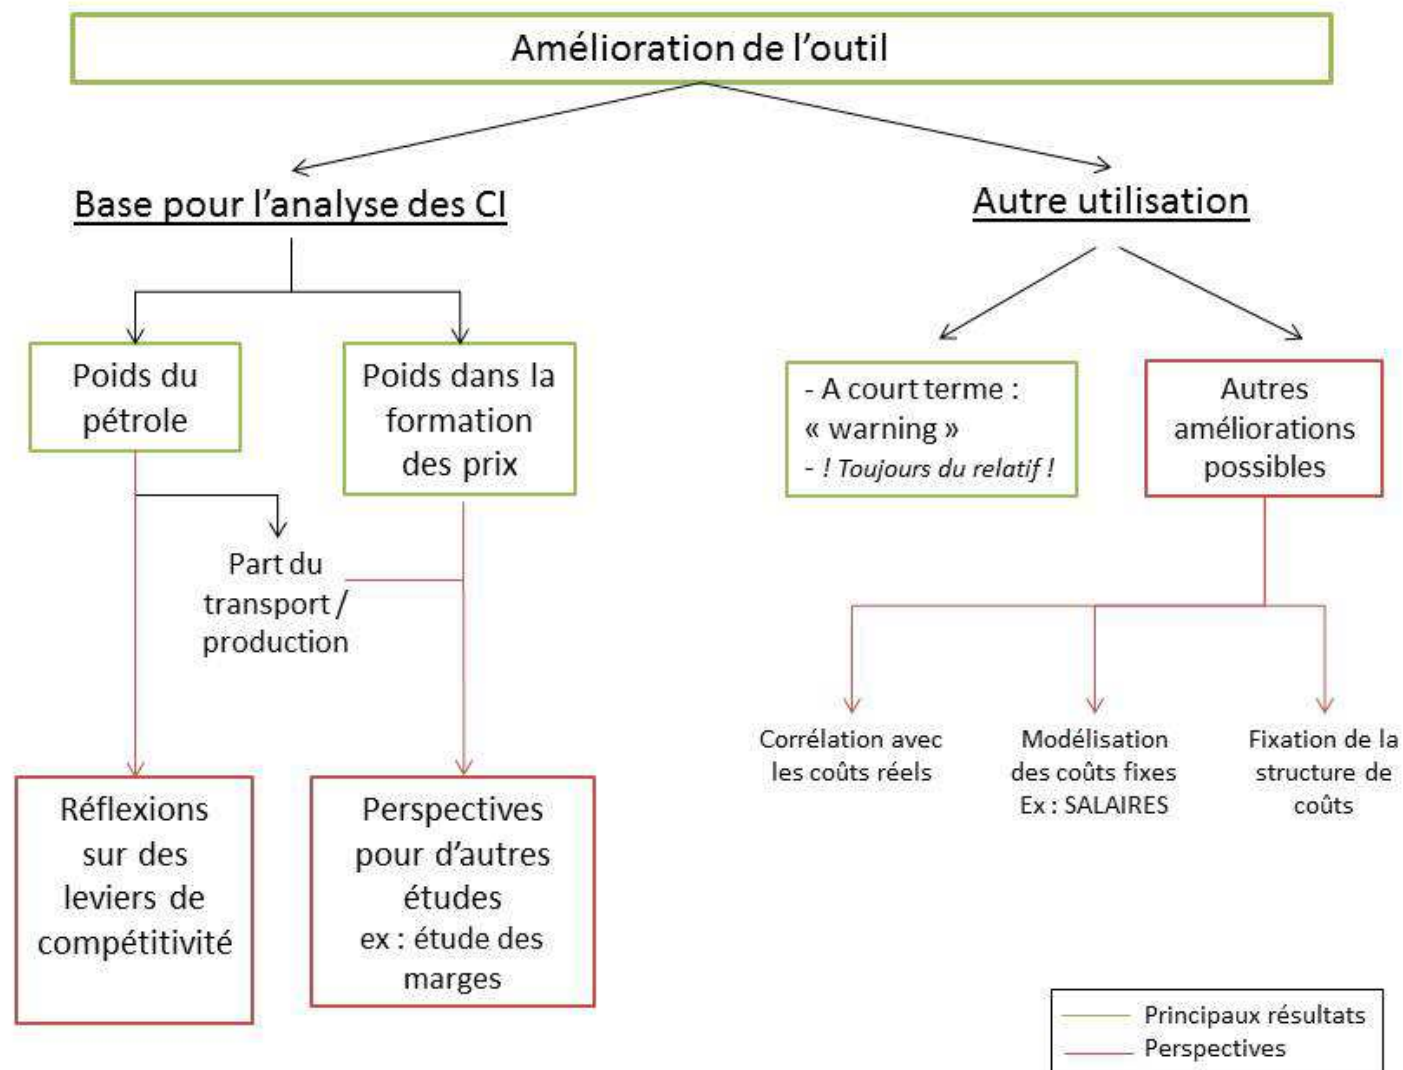 Amélioration de l’outil
Base pour l’analyse des CI
Autre utilisation
Poids du
pétrole
Poids dans la
formation
des prix
- A court terme :
« warning »
- ! Toujours du relatif !
Autres
améliorations
possibles
Part du
transport /
production
Corrélation avec
les coûts réels
Modélisation
des coûts fixes
Ex : SALAIRES
Fixation de la
structure de
coûts
Réflexions
sur des
leviers de
compétitivité
Perspectives
pour d’autres
études
ex : étude des
marges
Principaux résultats
Perspectives